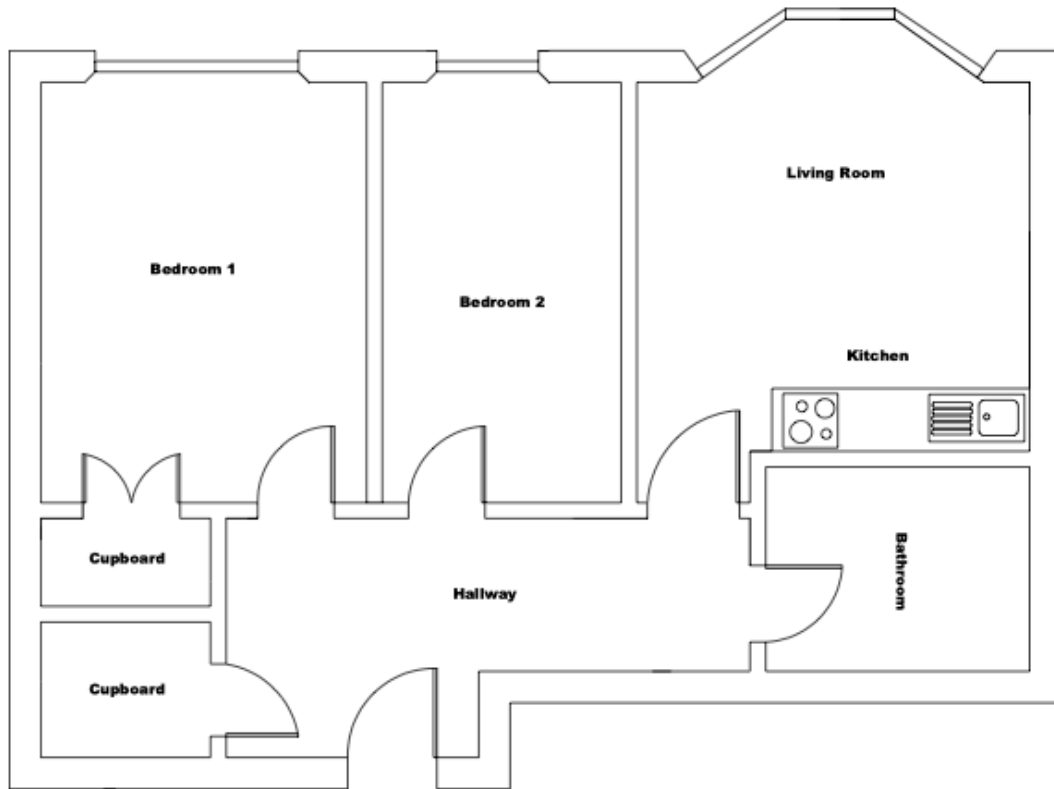 Living Room
Bedroom 1
Bedroom 2
Kitchen
Cupboard
Hallway
Bathroom
Cupboard